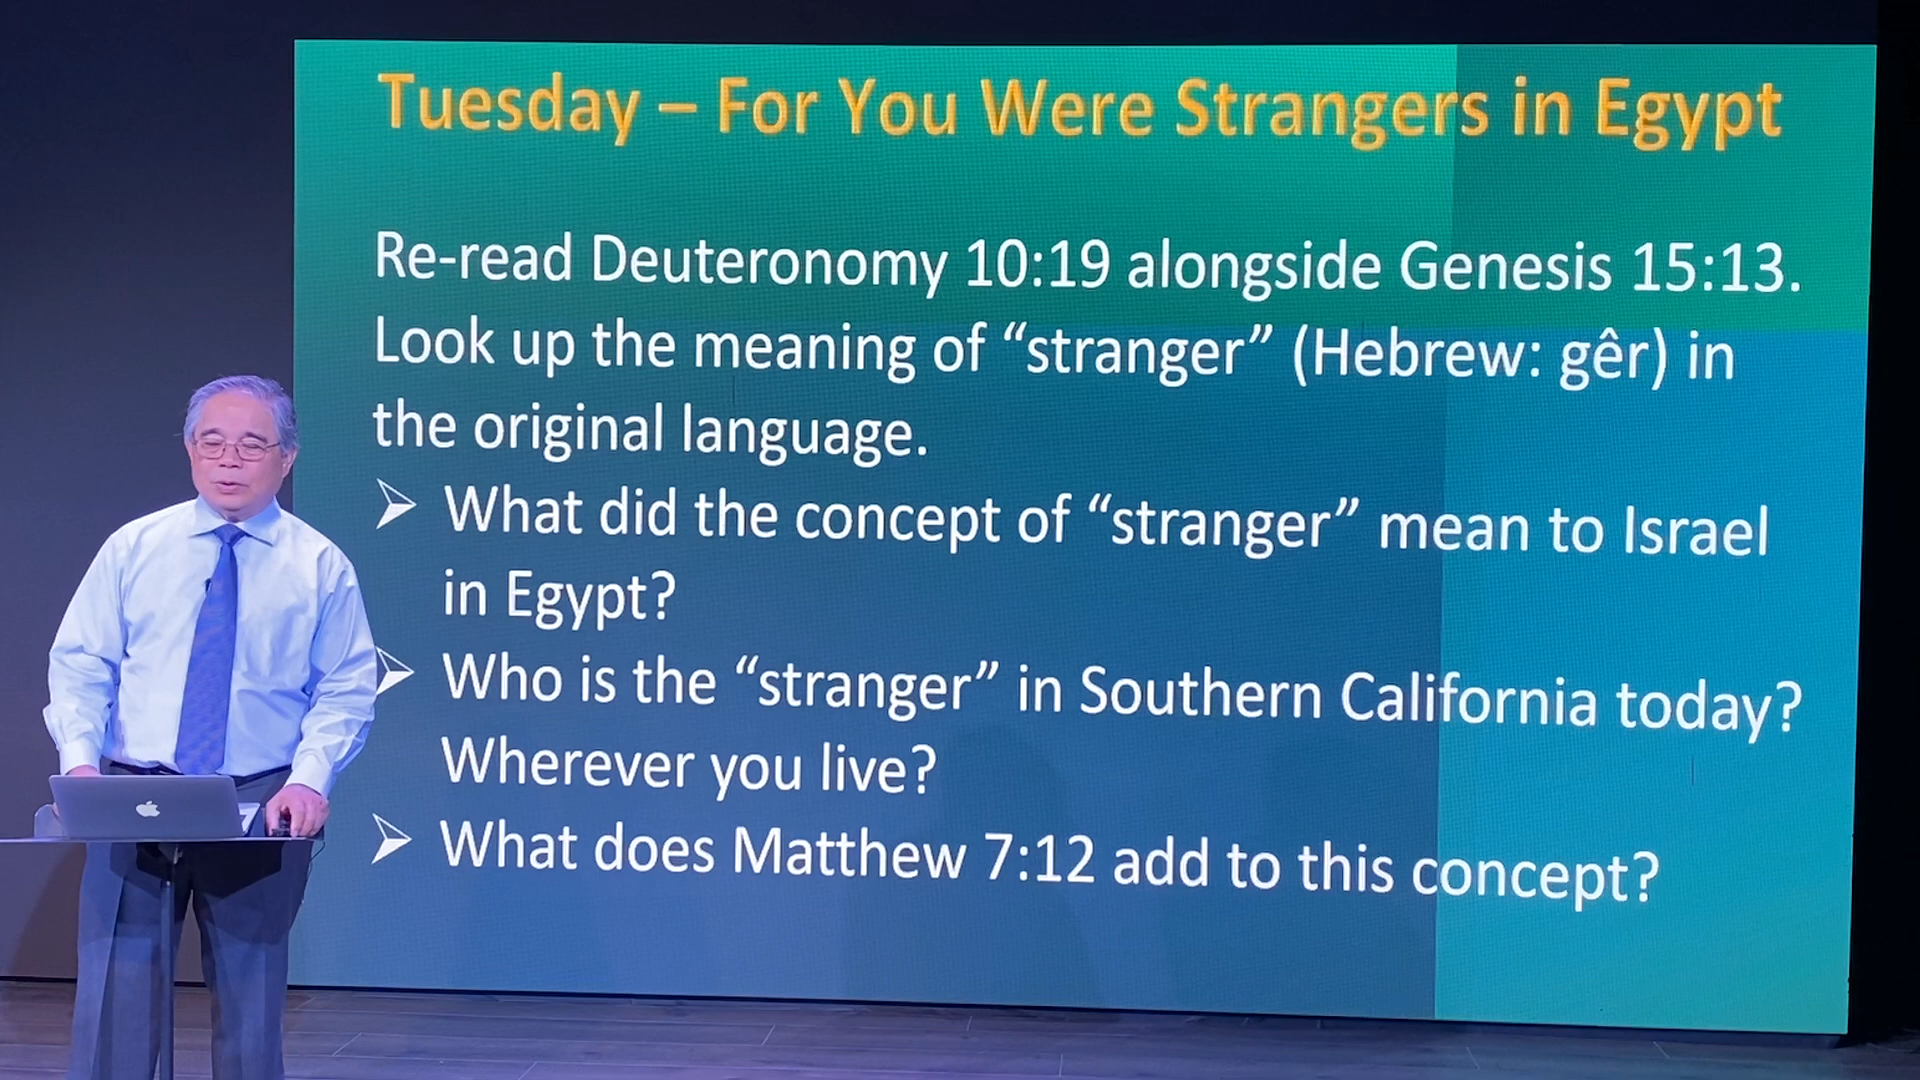 Tuesday – For You Were Strangers in Egypt
Re-read Deuteronomy 10:19 alongside Genesis 15:13.
Look up the meaning of “stranger” (Hebrew: gêr) in
the original language.
What did the concept of “stranger” mean to Israel
in Egypt?
Who is the “stranger” in Southern California today?
Wherever you live?
What does Matthew 7:12 add to this concept?